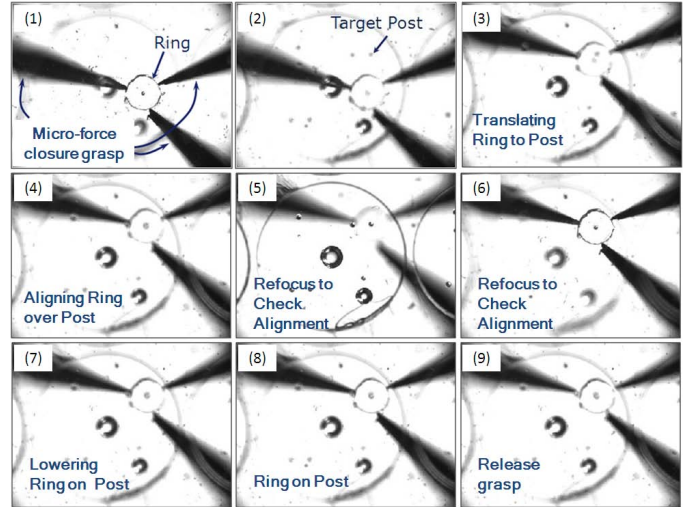 (1)
Ring
Micro-force
closure grasp
(2)
Target Post
(3)
Translating
Ring to Post
(4)
Aligning Ring
over Post
(5)
Refocus to
Check
Alignment
(6)
Refocus to
Check
Alignment
(7)
Lowering
Ring on Post
(8)
Ring on Post
(9)
Release
grasp